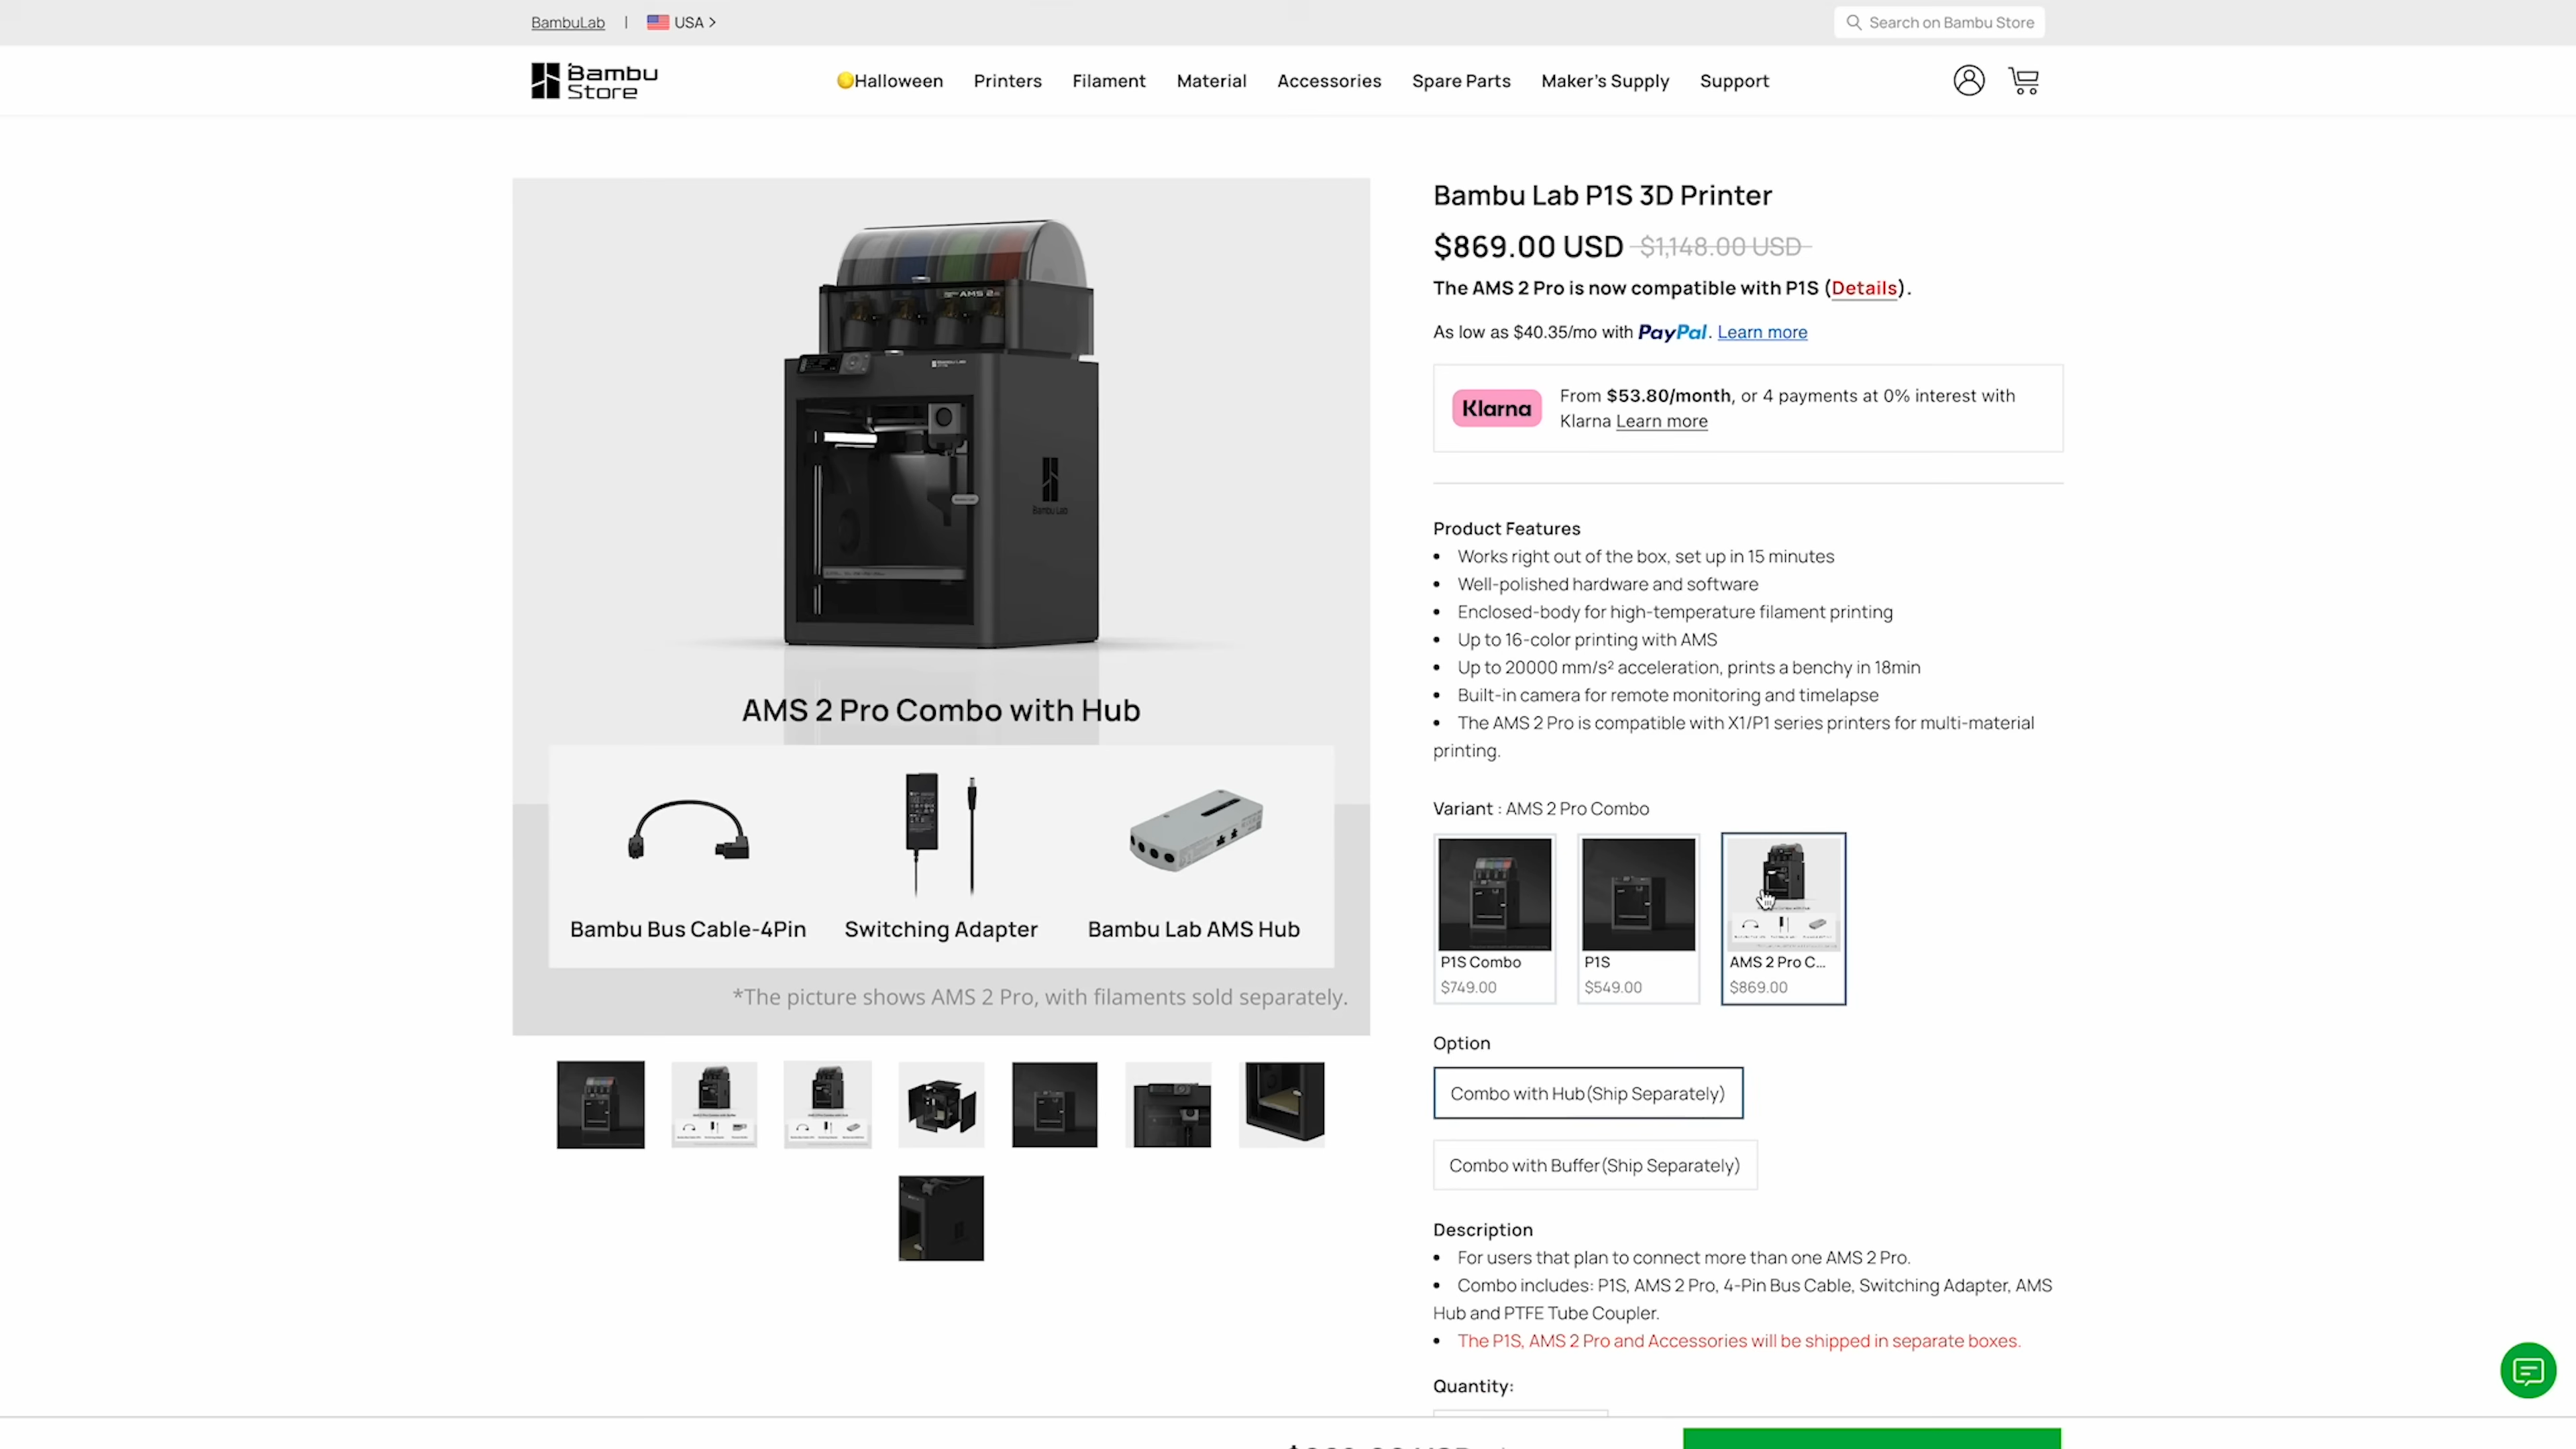 BambuLab | USA >
Search on Bambu Store
Bambu Store
Halloween Printers Filament Material Accessories Spare Parts Maker's Supply Support
AMS 2
Bambu Lab
AMS 2 Pro Combo with Hub
Bambu Bus Cable-4Pin Switching Adapter Bambu Lab AMS Hub
*The picture shows AMS 2 Pro, with filaments sold separately.
Bambu Lab P1S 3D Printer
$869.00 USD $1,148.00 USD
The AMS 2 Pro is now compatible with P1S (Details).
As low as $40.35/mo with PayPal. Learn more
Klarna
From $53.80/month, or 4 payments at 0% interest with
Klarna Learn more
Product Features
• Works right out of the box, set up in 15 minutes
• Well-polished hardware and software
• Enclosed-body for high-temperature filament printing
• Up to 16-color printing with AMS
• Up to 20000 mm/s² acceleration, prints a benchy in 18min
• Built-in camera for remote monitoring and timelapse
• The AMS 2 Pro is compatible with X1/P1 series printers for multi-material
printing.
Variant : AMS 2 Pro Combo
P1S Combo P1S AMS 2 Pro C...
$749.00 $549.00 $869.00
Option
Combo with Hub(Ship Separately)
Combo with Buffer(Ship Separately)
Description
• For users that plan to connect more than one AMS 2 Pro.
• Combo includes: P1S, AMS 2 Pro, 4-Pin Bus Cable, Switching Adapter, AMS
Hub and PTFE Tube Coupler.
• The P1S, AMS 2 Pro and Accessories will be shipped in separate boxes.
Quantity: